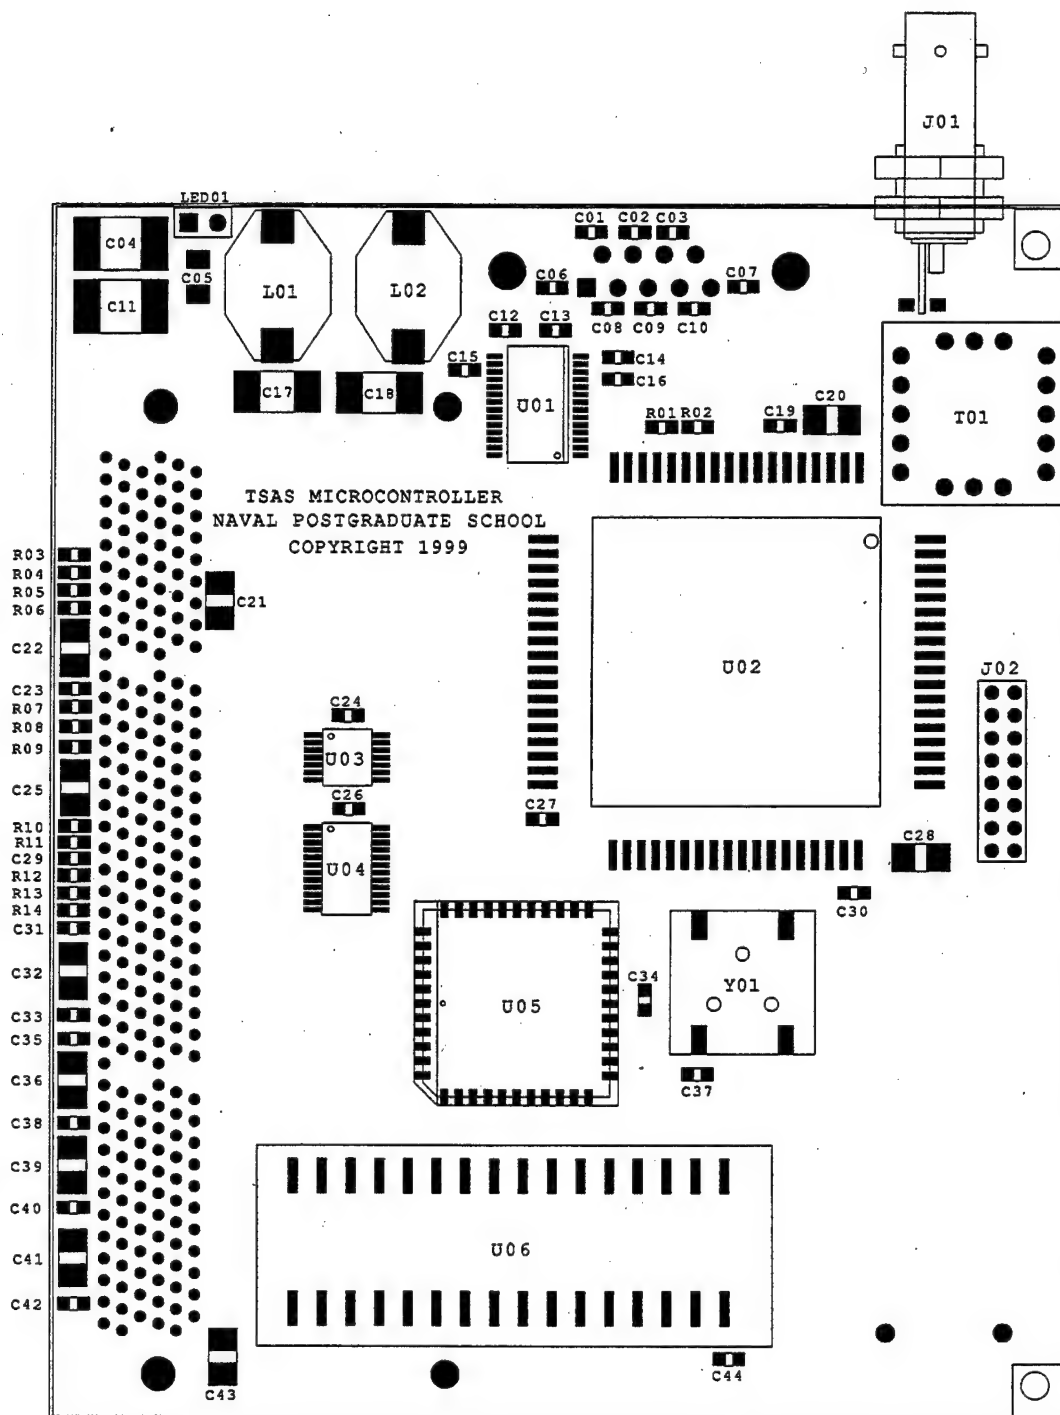 J01
LED01
C01 C02 C03
C04
C05
C06
C07
L01
L02
C11
C08 C09 C10
C12 C13
C14
C15
C16
U01
C17
C18
R01 R02
C19
C20
T01
TSAS MICROCONTROLLER
NAVAL POSTGRADUATE SCHOOL
COPYRIGHT 1999
R03
R04
R05
R06
C21
C22
U02
J02
C23
R07
C24
R08
R09
U03
C25
C26
C27
R10
R11
C28
C29
R12
U04
R13
R14
C30
C31
C32
C34
Y01
U05
C33
C35
C36
C37
C38
C39
C40
U06
C41
C42
C43
C44